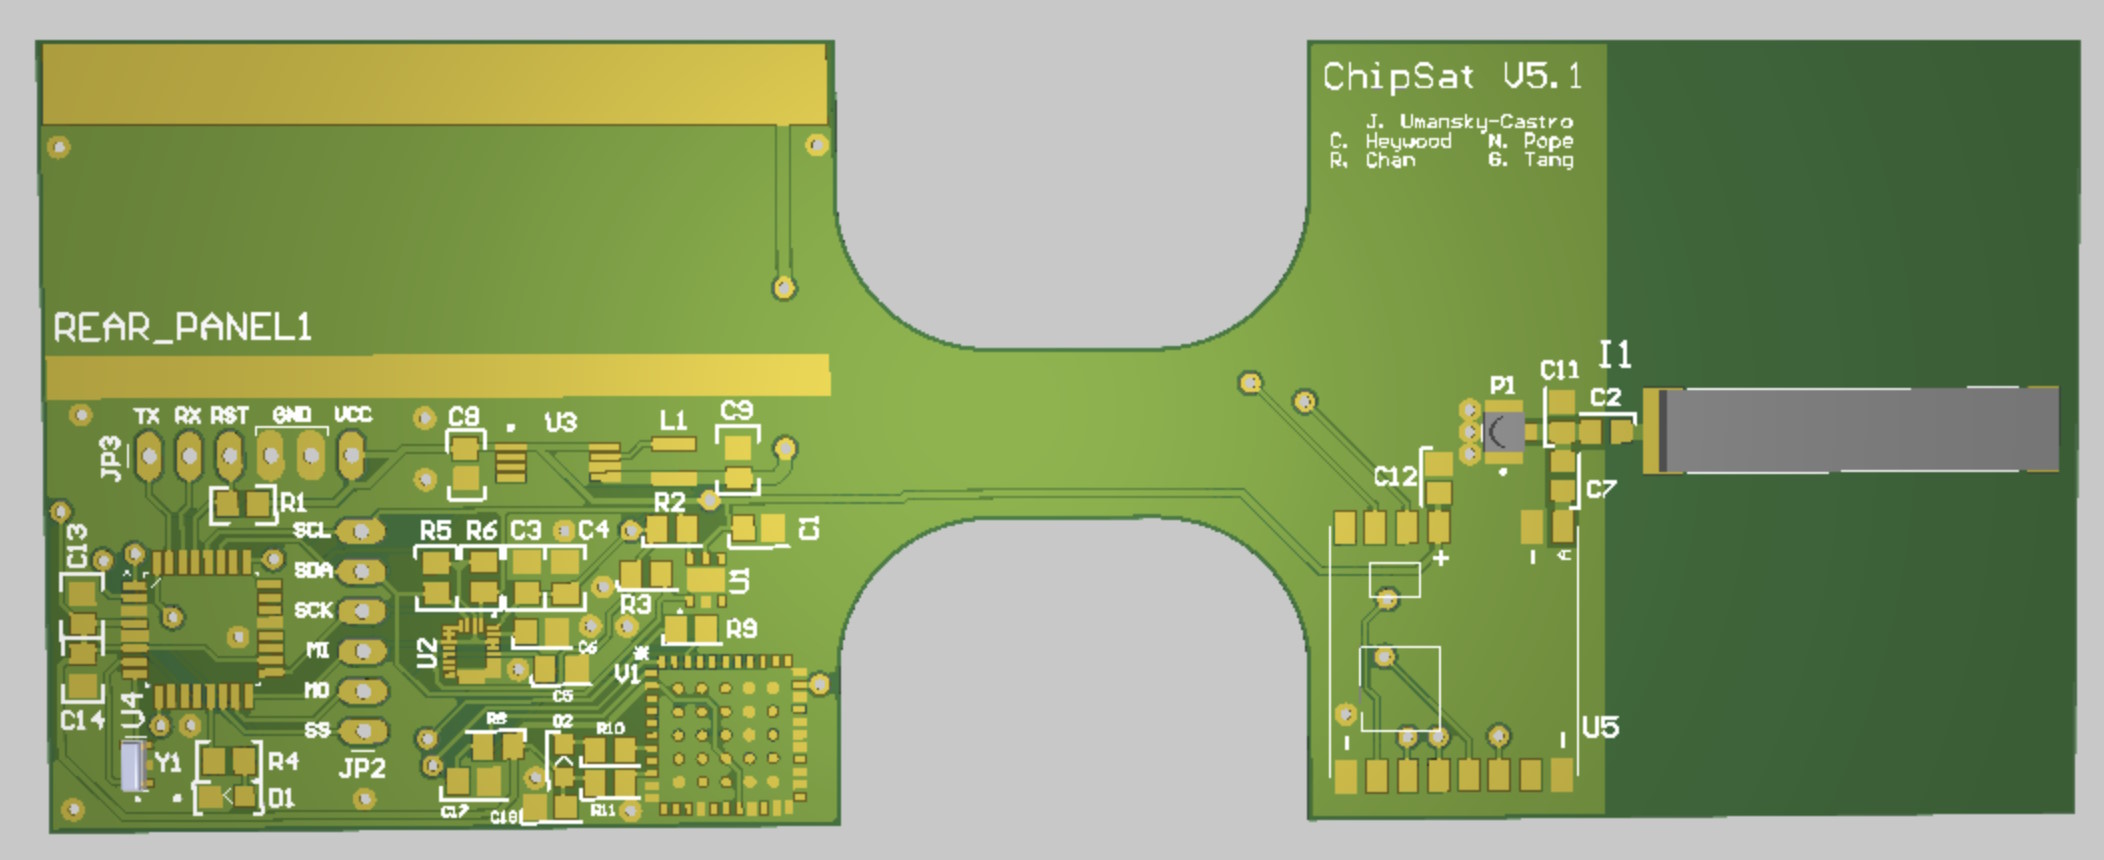 ChipSat V5.1
J. Umansky-Castro
C. Heywood N. Pope
R. Chan G. Tang
REAR_PANEL1
I1
C11
P1
C2
TX RX RST GND VCC
C8
U3
L1
C9
JP3
C12
C7
R1
R2
SCL
R5 R6 C3 C4
C1
C13
+
SDA
U1
R3
SCK
R9
C6
MI
U2
V1
C5
MO
C14
U4
R8
D2
R10
SS
U5
Y1
R4
JP2
D1
C17
C18
R11